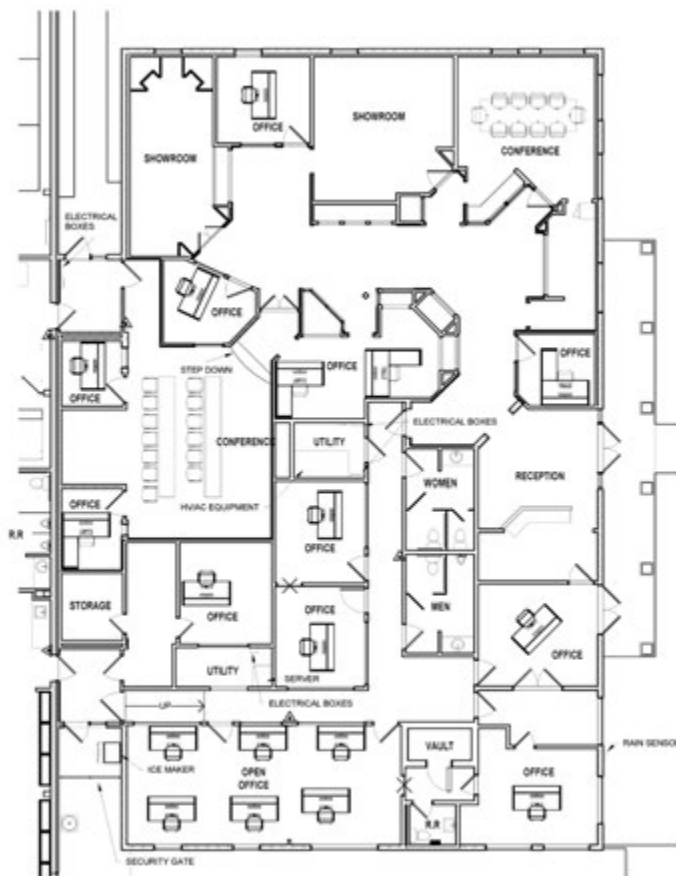 OFFICE
SHOWROOM
SHOWROOM
CONFERENCE
ELECTRICAL
BOXES
OFFICE
STEP DOWN
OFFICE
OFFICE
OFFICE
ELECTRICAL BOXES
CONFERENCE
UTILITY
WOMEN
RECEPTION
OFFICE
HVAC EQUIPMENT
R.R
OFFICE
STORAGE
OFFICE
OFFICE
MEN
OFFICE
UTILITY
SERVER
UP
ELECTRICAL BOXES
RAIN SENSOR
VAULT
ICE MAKER
OPEN
OFFICE
OFFICE
R.R
SECURITY GATE